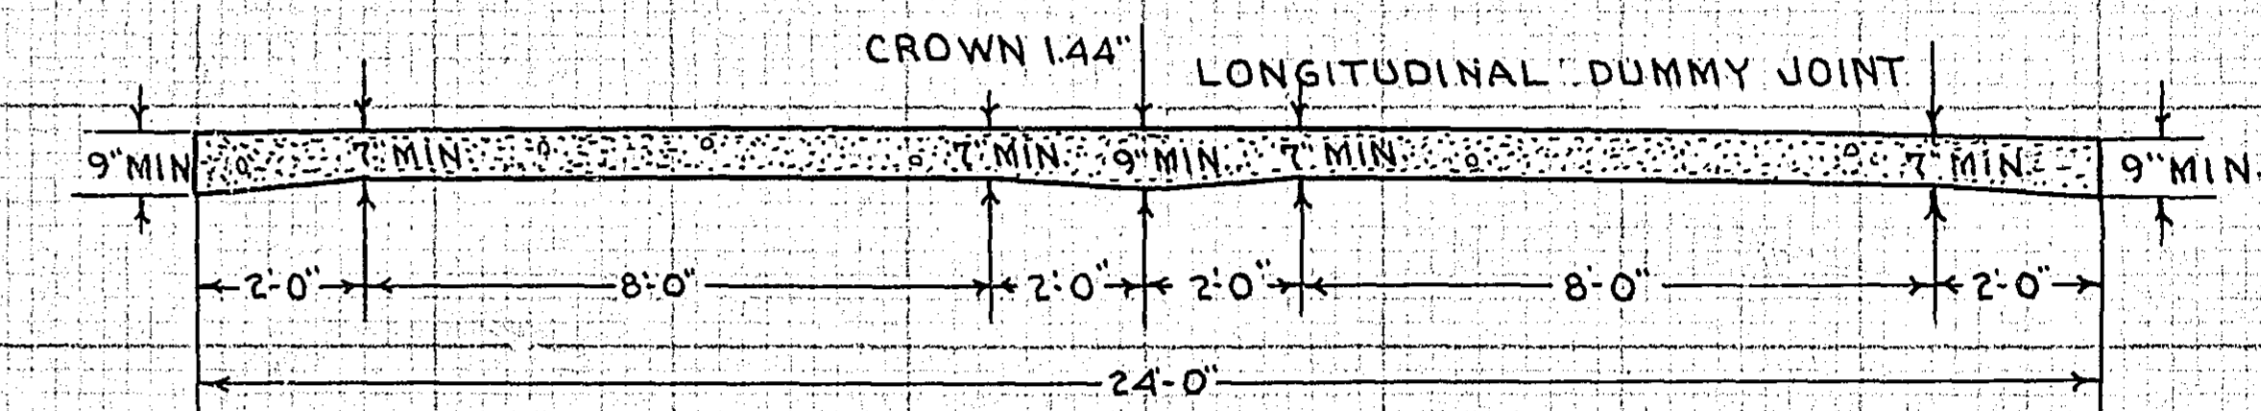 CROWN 1.44"
LONGITUDINAL DUMMY JOINT
9" MIN 7" MIN 7" MIN 9" MIN. 7" MIN 7" MIN. 9" MIN.
2'-0" 8'-0" 2'-0" 2'-0" 8'-0" 2'-0"
24'-0"